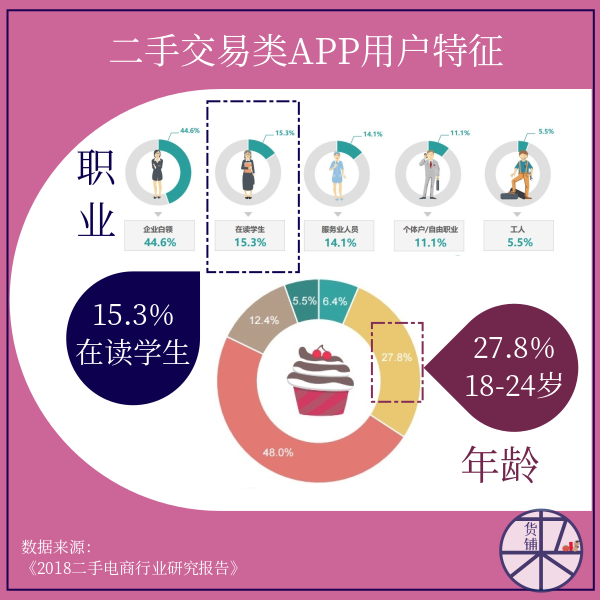 二手交易类APP用户特征
职业
44.6%
15.3%
14.1%
11.1%
5.5%
企业白领
44.6%
在读学生
15.3%
服务业人员
14.1%
个体户/自由职业
11.1%
工人
5.5%
15.3%
在读学生
5.5%
6.4%
12.4%
27.8%
48.0%
27.8%
18-24岁
年龄
数据来源:
《2018二手电商行业研究报告》
货铺